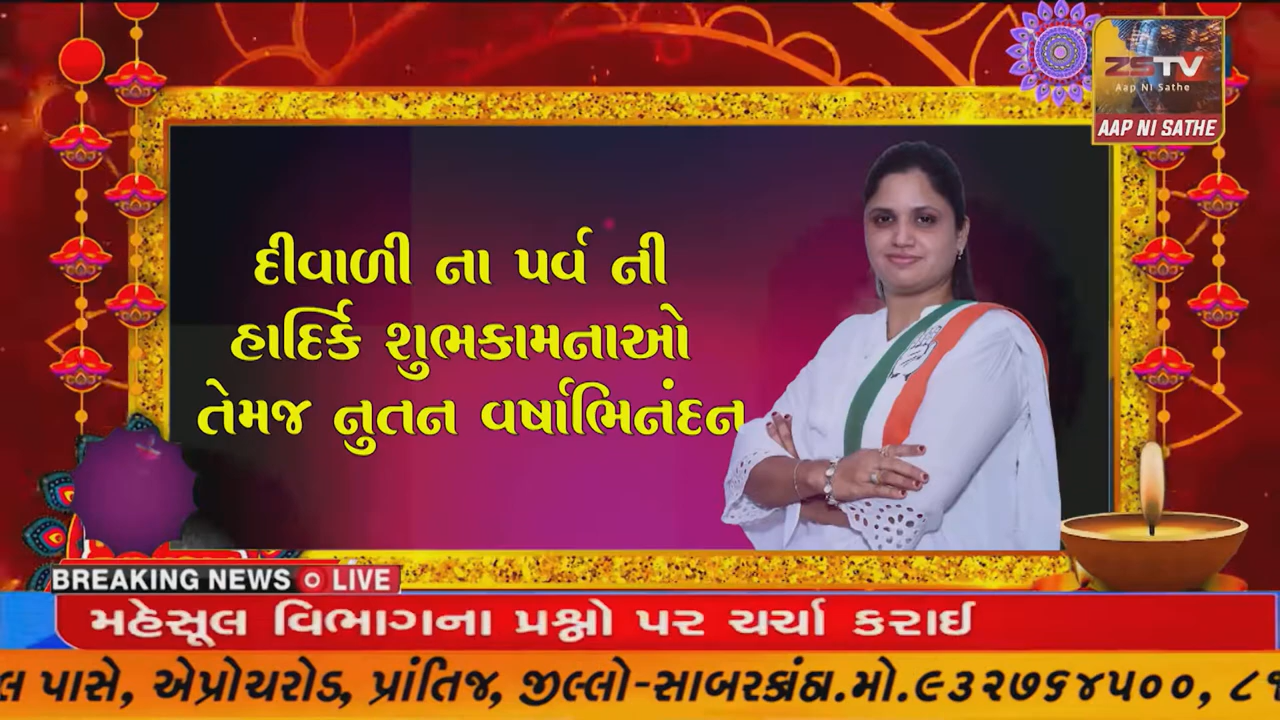 ZSTV
Aap Ni Sathe
AAP NI SATHE
દીવાળી ના પર્વ ની
હાદિર્ક શુભકામનાઓ
તેમજ નુતન વર્ષાભિનંદન
BREAKING NEWS LIVE
મહેસૂલ વિભાગના પ્રશ્નો પર ચર્ચા કરાઈ
લ પાસે, એપ્રોચરોડ, પ્રાંતિજ, જીલ્લો-સાબરકાંઠા.મો.૯૩૨૭૬૪૫૦૦, ૮૧